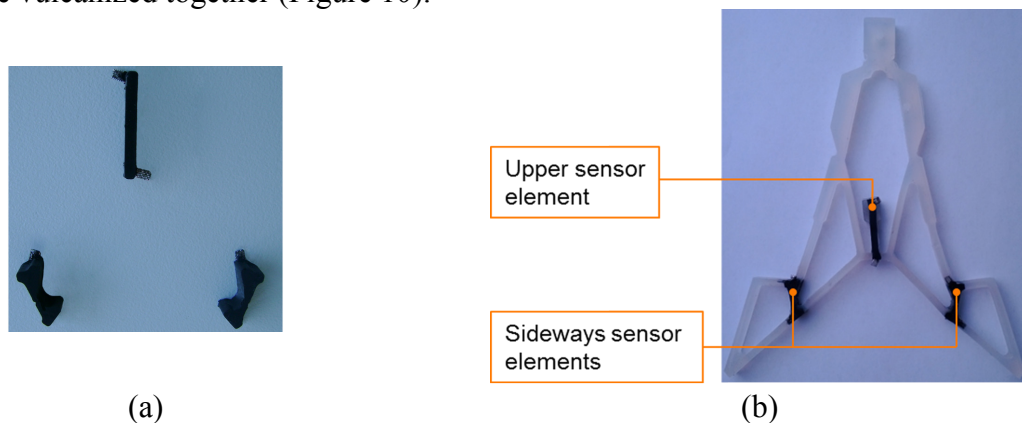 vulcanized together (Figure 10).
Upper sensor
element
Sideways sensor
elements
(a)
(b)